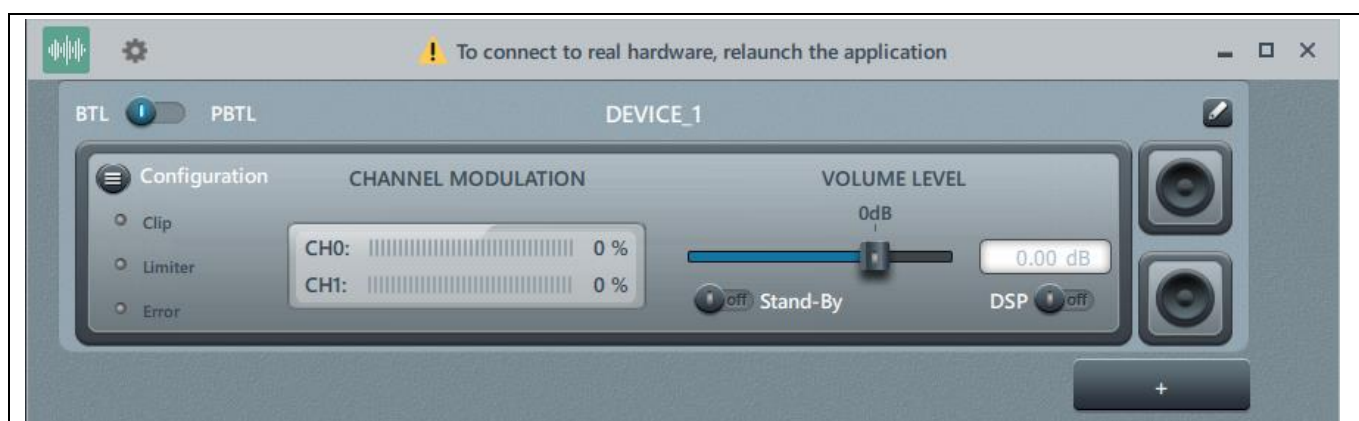 To connect to real hardware, relaunch the application
BTL PBTL DEVICE_1
Configuration CHANNEL MODULATION VOLUME LEVEL
0dB
Clip
CH0: 0 %
0.00 dB
Limiter
CH1: 0 %
off Stand-By DSP off
Error
+